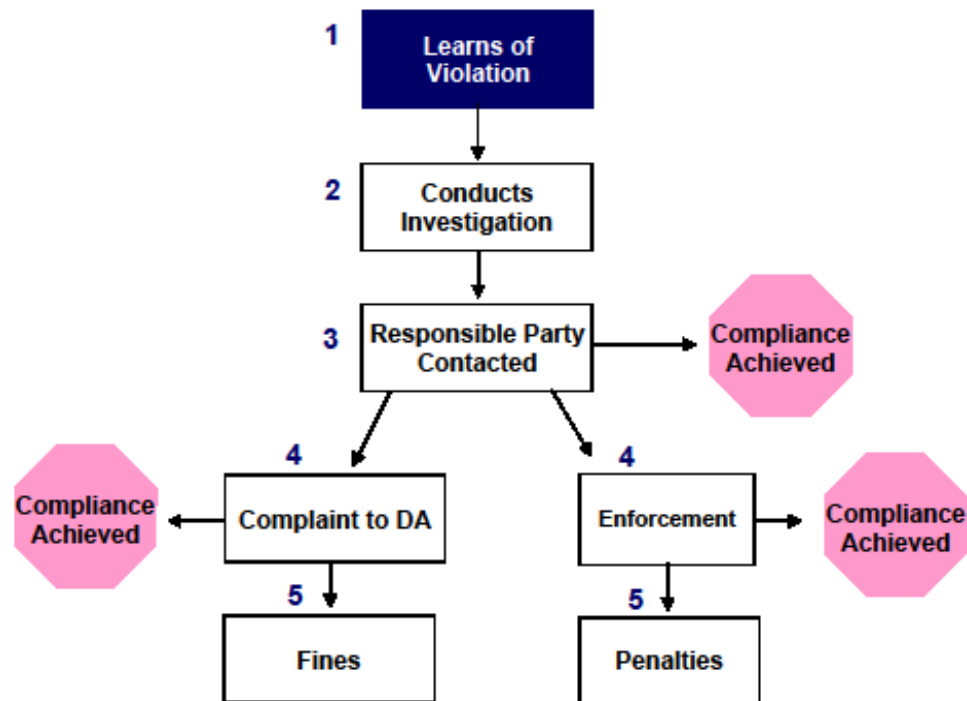 1
Learns of
Violation
2
Conducts
Investigation
3
Responsible Party
Contacted
Compliance
Achieved
4
Complaint to DA
Compliance
Achieved
4
Enforcement
Compliance
Achieved
5
Fines
5
Penalties